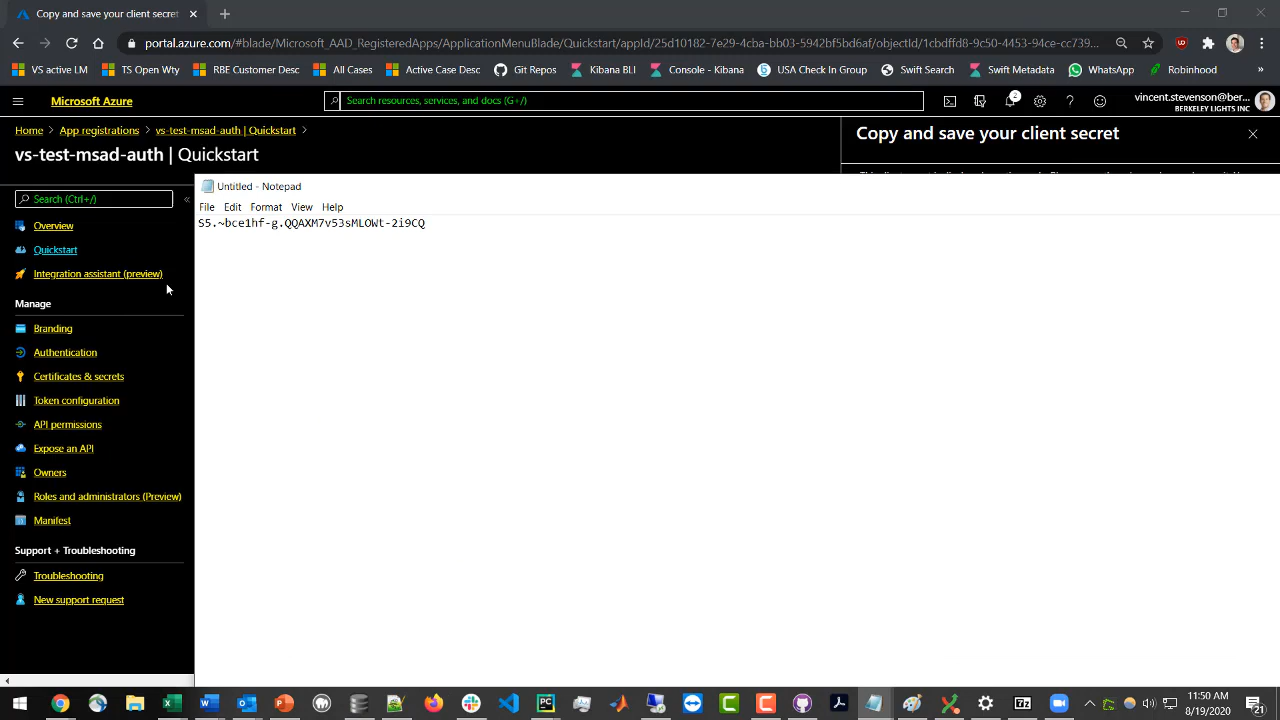 Copy and save your client secret
portal.azure.com/#blade/Microsoft_AAD_RegisteredApps/ApplicationMenuBlade/Quickstart/appId/25d10182-7e29-4cba-bb03-5942bf5bd6af/objectId/1cbdffd8-9c50-4453-94ce-cc739...
VS active LM
TS Open Wty
RBE Customer Desc
All Cases
Active Case Desc
Git Repos
Kibana BLI
Console - Kibana
USA Check In Group
Swift Search
Swift Metadata
WhatsApp
Robinhood
»
Microsoft Azure
Search resources, services, and docs (G+/)
2
vincent.stevenson@ber...
BERKELEY LIGHTS INC
Home > App registrations > vs-test-msad-auth | Quickstart >
vs-test-msad-auth | Quickstart
Copy and save your client secret
Search (Ctrl+/)
«
Overview
Quickstart
Integration assistant (preview)
Manage
Branding
Authentication
Certificates & secrets
Token configuration
API permissions
Expose an API
Owners
Roles and administrators (Preview)
Manifest
Support + Troubleshooting
Troubleshooting
New support request
Untitled - Notepad
File Edit Format View Help
S5.~bce1hf-g.QQAXM7v53sMLOWt-2i9CQ
11:50 AM
8/19/2020
21